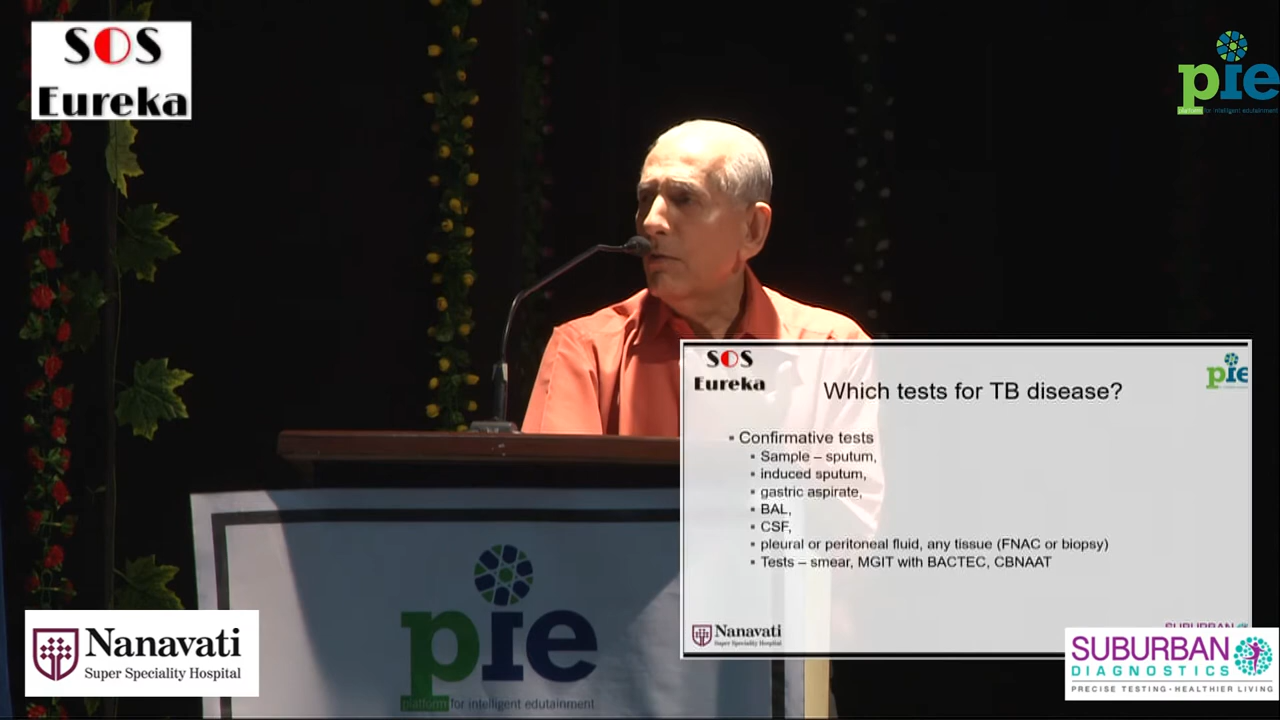 SOS
Eureka
pie
platform for intelligent edutainment
SOS
Eureka
pie
Which tests for TB disease?
▪ Confirmative tests
▪ Sample – sputum,
▪ induced sputum,
▪ gastric aspirate,
▪ BAL,
▪ CSF,
▪ pleural or peritoneal fluid, any tissue (FNAC or biopsy)
▪ Tests – smear, MGIT with BACTEC, CBNAAT
Nanavati
Super Speciality Hospital
SUBURBAN
pie
platform for intelligent edutainment
Nanavati
Super Speciality Hospital
SUBURBAN
DIAGNOSTICS
PRECISE TESTING • HEALTHIER LIVING